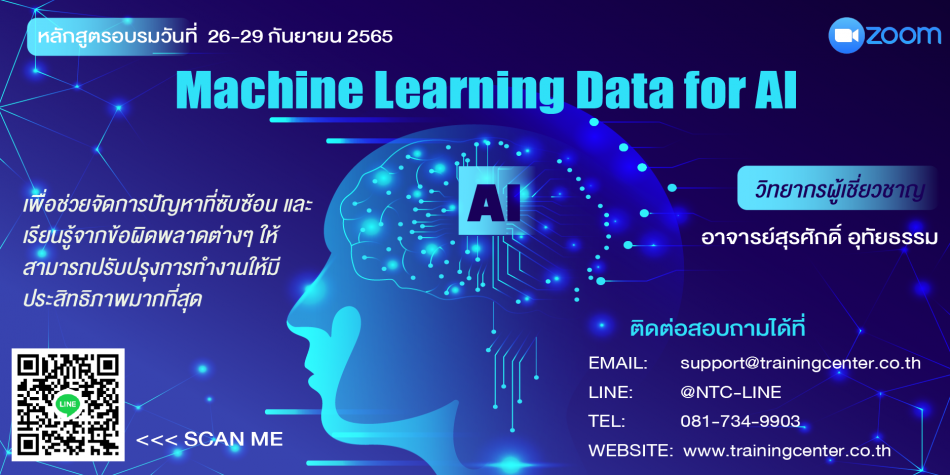 หลักสูตรอบรมวันที่ 26-29 กันยายน 2565
zoom
Machine Learning Data for AI
AI
เพื่อช่วยจัดการปัญหาที่ซับซ้อน และ
เรียนรู้จากข้อผิดพลาดต่างๆ ให้
สามารถปรับปรุงการทำงานให้มี
ประสิทธิภาพมากที่สุด
วิทยากรผู้เชี่ยวชาญ
อาจารย์สุรศักดิ์ อุทัยธรรม
ติดต่อสอบถามได้ที่
EMAIL: support@trainingcenter.co.th
LINE: @NTC-LINE
TEL: 081-734-9903
WEBSITE: www.trainingcenter.co.th
LINE
<<< SCAN ME